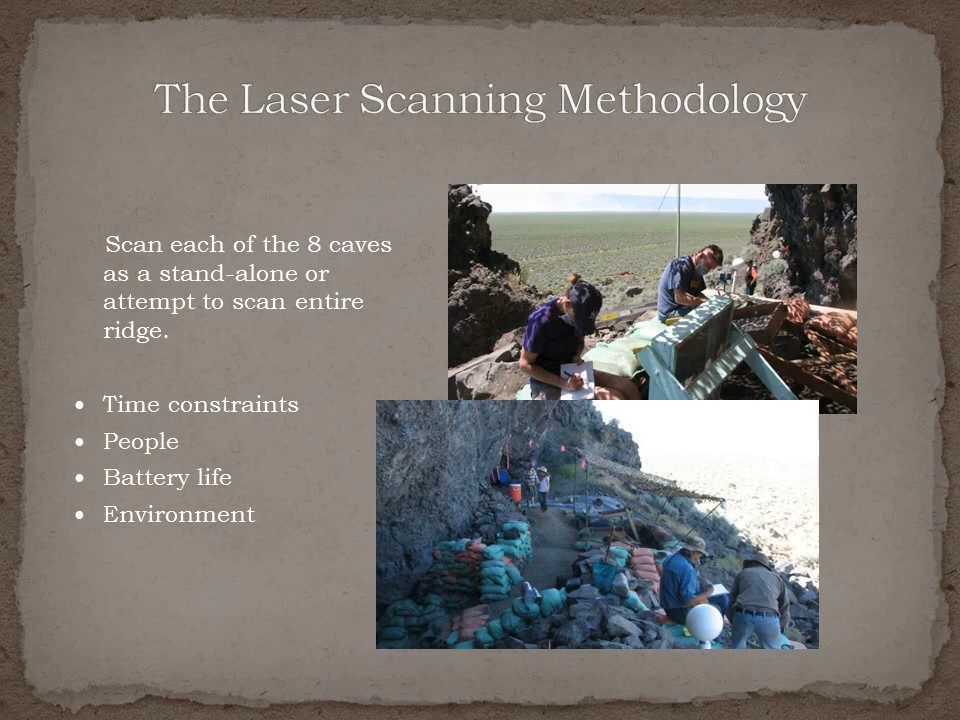 The Laser Scanning Methodology
Scan each of the 8 caves
as a stand-alone or
attempt to scan entire
ridge.
• Time constraints
• People
• Battery life
• Environment